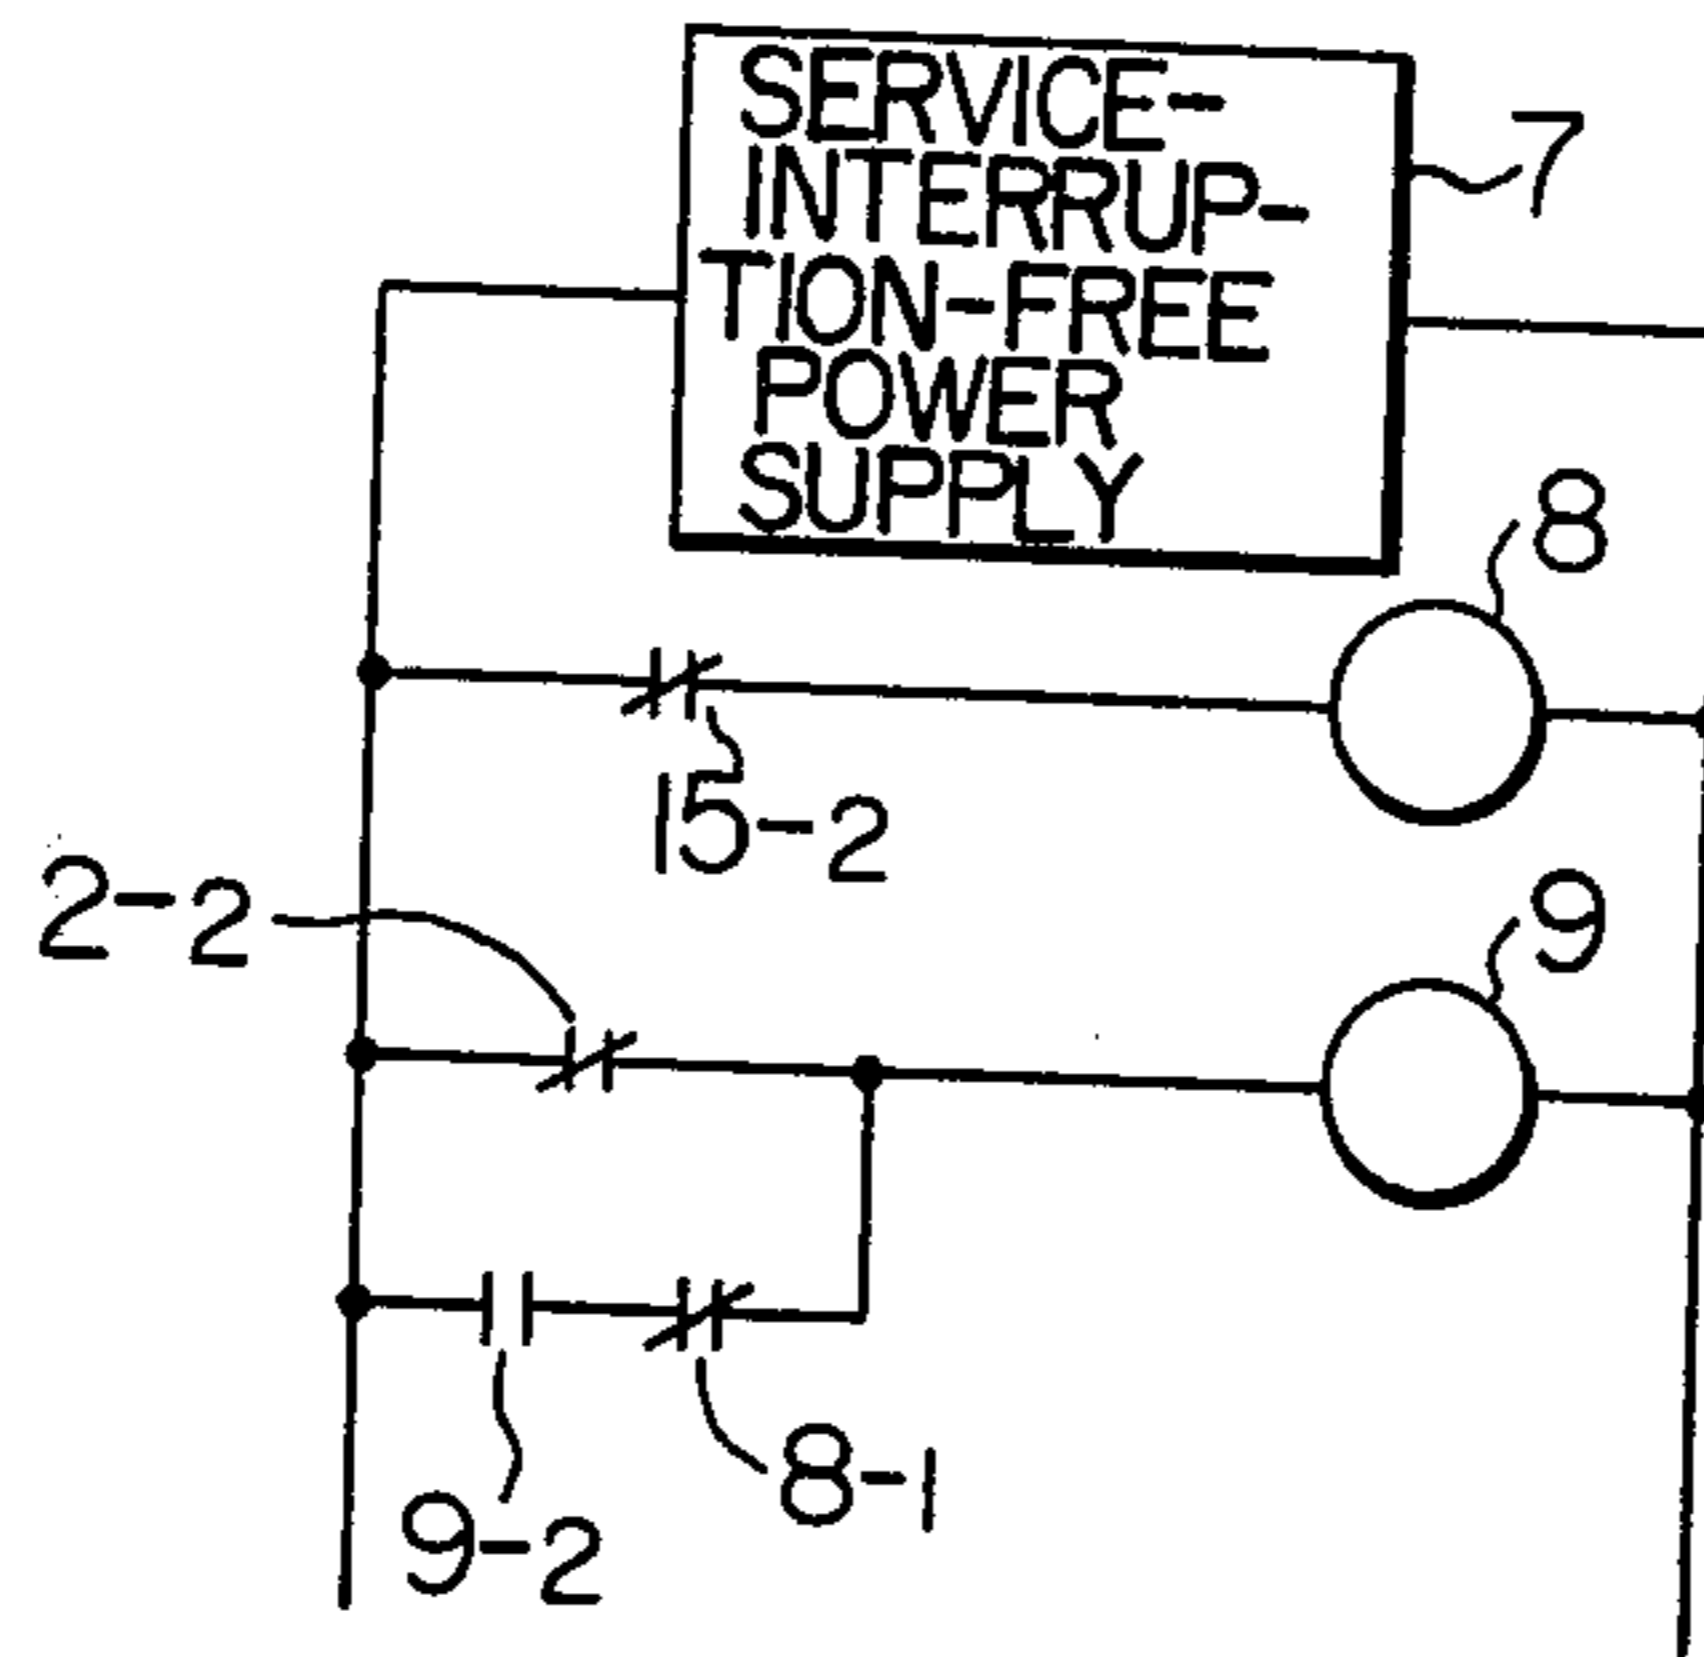 SERVICE-
INTERRUP-
TION-FREE
POWER
SUPPLY
7
8
15-2
2-2
9
8-1
9-2